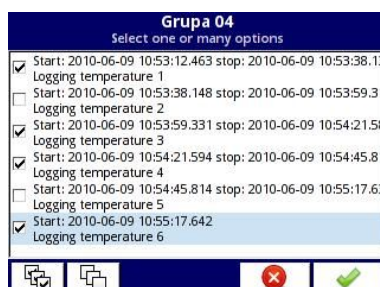 Grupa 04
Select one or many options
Start: 2010-06-09 10:53:12.463 stop: 2010-06-09 10:53:38.1
Logging temperature 1
Start: 2010-06-09 10:53:38.148 stop: 2010-06-09 10:53:59.3
Logging temperature 2
Start: 2010-06-09 10:53:59.331 stop: 2010-06-09 10:54:21.5
Logging temperature 3
Start: 2010-06-09 10:54:21.594 stop: 2010-06-09 10:54:45.8
Logging temperature 4
Start: 2010-06-09 10:54:45.814 stop: 2010-06-09 10:55:17.6
Logging temperature 5
Start: 2010-06-09 10:55:17.642
Logging temperature 6